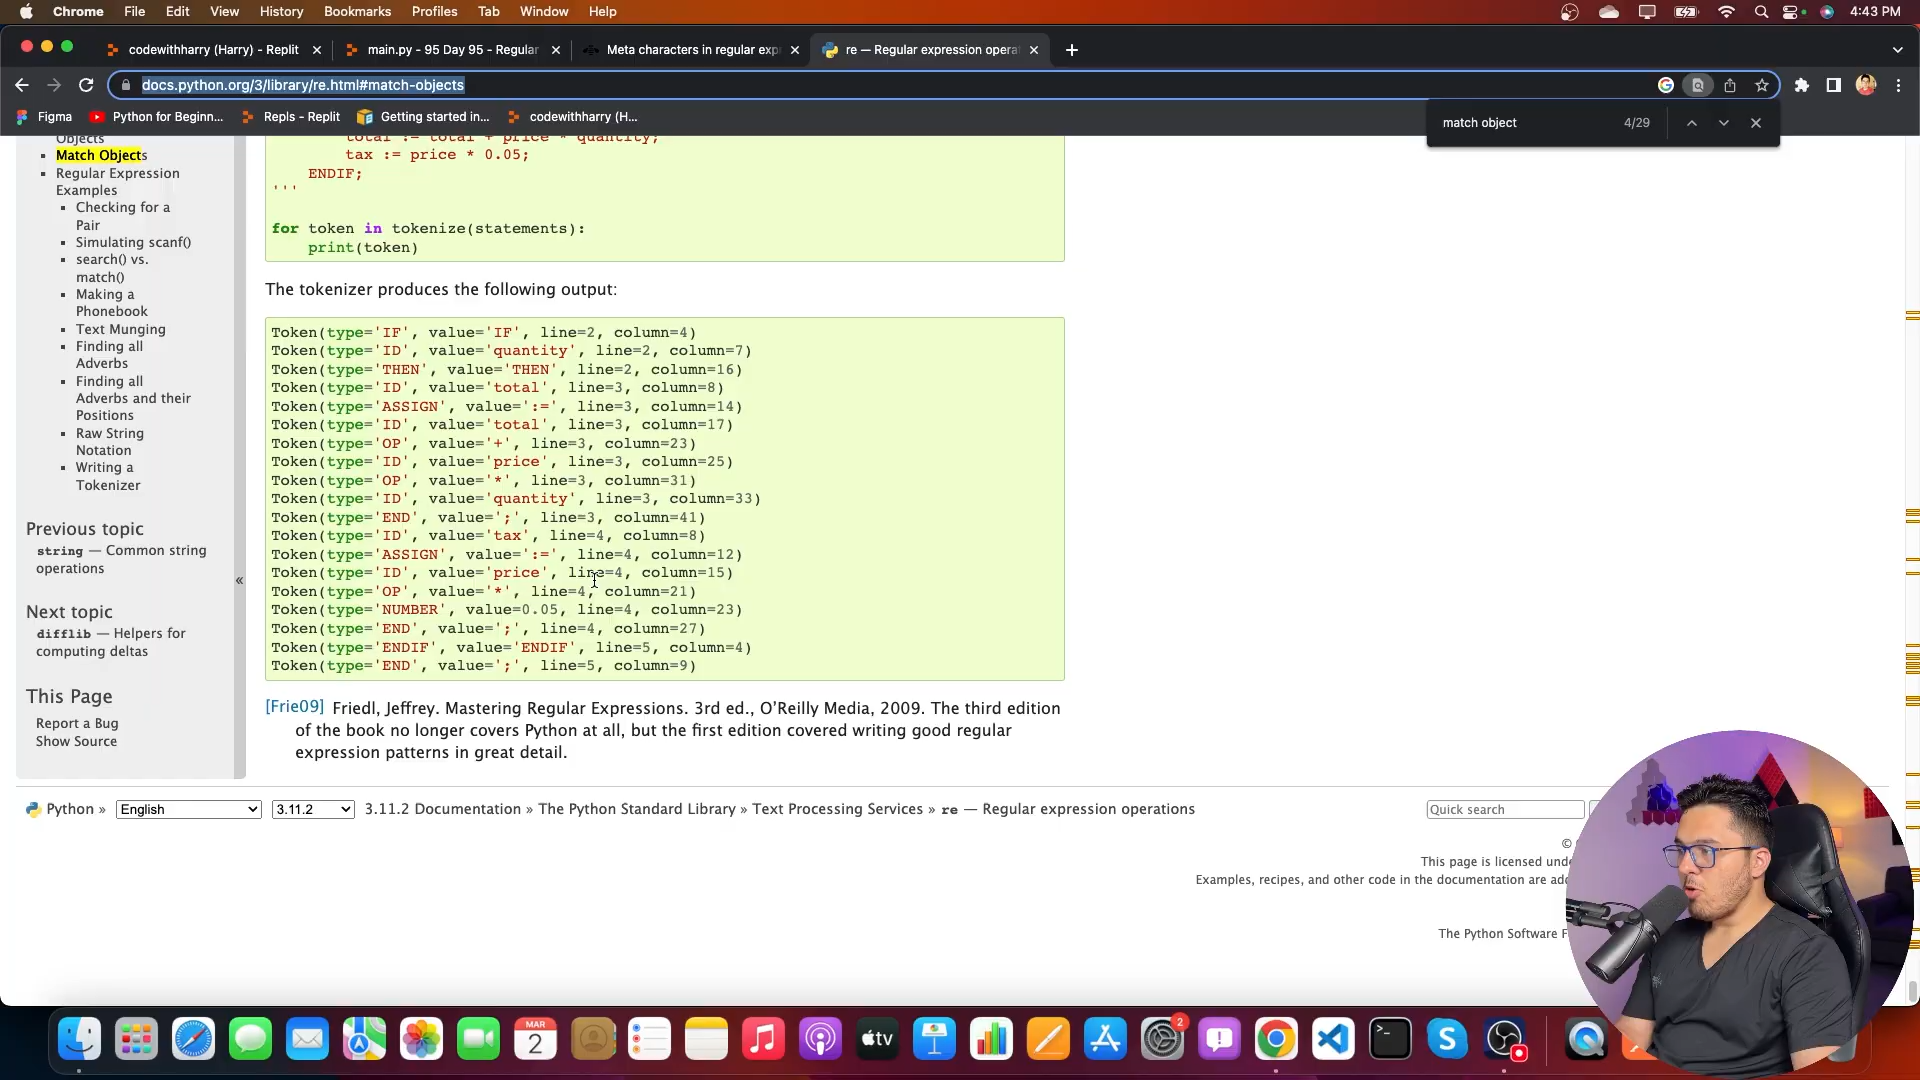 Chrome File Edit View History Bookmarks Profiles Tab Window Help 4:43 PM
codewithharry (Harry) - Replit main.py - 95 Day 95 - Regular Meta characters in regular exp re — Regular expression opera
docs.python.org/3/library/re.html#match-objects
Figma Python for Beginn... Repls - Replit Getting started in... codewithharry (H...
match object 4/29
Objects
Match Objects
Regular Expression
Examples
Checking for a
Pair
Simulating scanf()
search() vs.
match()
Making a
Phonebook
Text Munging
Finding all
Adverbs
Finding all
Adverbs and their
Positions
Raw String
Notation
Writing a
Tokenizer
Previous topic
string — Common string
operations
Next topic
difflib — Helpers for
computing deltas
This Page
Report a Bug
Show Source
«
total := total + price * quantity;
tax := price * 0.05;
ENDIF;
'''
for token in tokenize(statements):
print(token)
The tokenizer produces the following output:
Token(type='IF', value='IF', line=2, column=4)
Token(type='ID', value='quantity', line=2, column=7)
Token(type='THEN', value='THEN', line=2, column=16)
Token(type='ID', value='total', line=3, column=8)
Token(type='ASSIGN', value=':=', line=3, column=14)
Token(type='ID', value='total', line=3, column=17)
Token(type='OP', value='+', line=3, column=23)
Token(type='ID', value='price', line=3, column=25)
Token(type='OP', value='*', line=3, column=31)
Token(type='ID', value='quantity', line=3, column=33)
Token(type='END', value=';', line=3, column=41)
Token(type='ID', value='tax', line=4, column=8)
Token(type='ASSIGN', value=':=', line=4, column=12)
Token(type='ID', value='price', line=4, column=15)
Token(type='OP', value='*', line=4, column=21)
Token(type='NUMBER', value=0.05, line=4, column=23)
Token(type='END', value=';', line=4, column=27)
Token(type='ENDIF', value='ENDIF', line=5, column=4)
Token(type='END', value=';', line=5, column=9)
[Frie09] Friedl, Jeffrey. Mastering Regular Expressions. 3rd ed., O'Reilly Media, 2009. The third edition
of the book no longer covers Python at all, but the first edition covered writing good regular
expression patterns in great detail.
Python » English 3.11.2 3.11.2 Documentation » The Python Standard Library » Text Processing Services » re — Regular expression operations Quick search
©
This page is licensed
Examples, recipes, and other code in the documentation are
The Python Software
MAR
2
tv
2